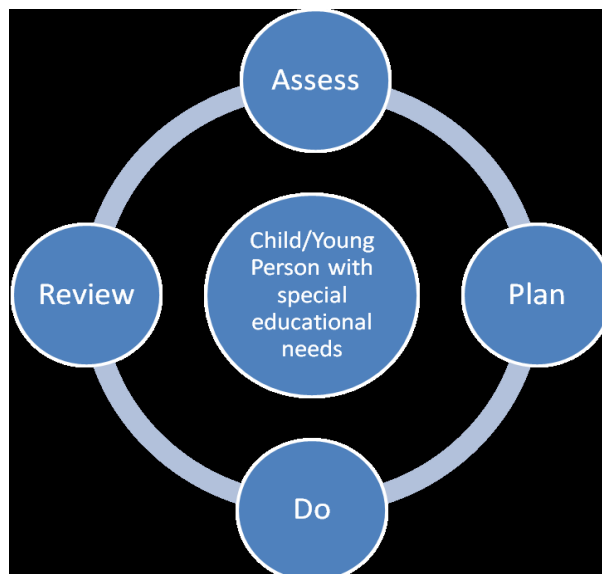 Assess
Child/Young
Person with
special
educational
needs
Review
Plan
Do